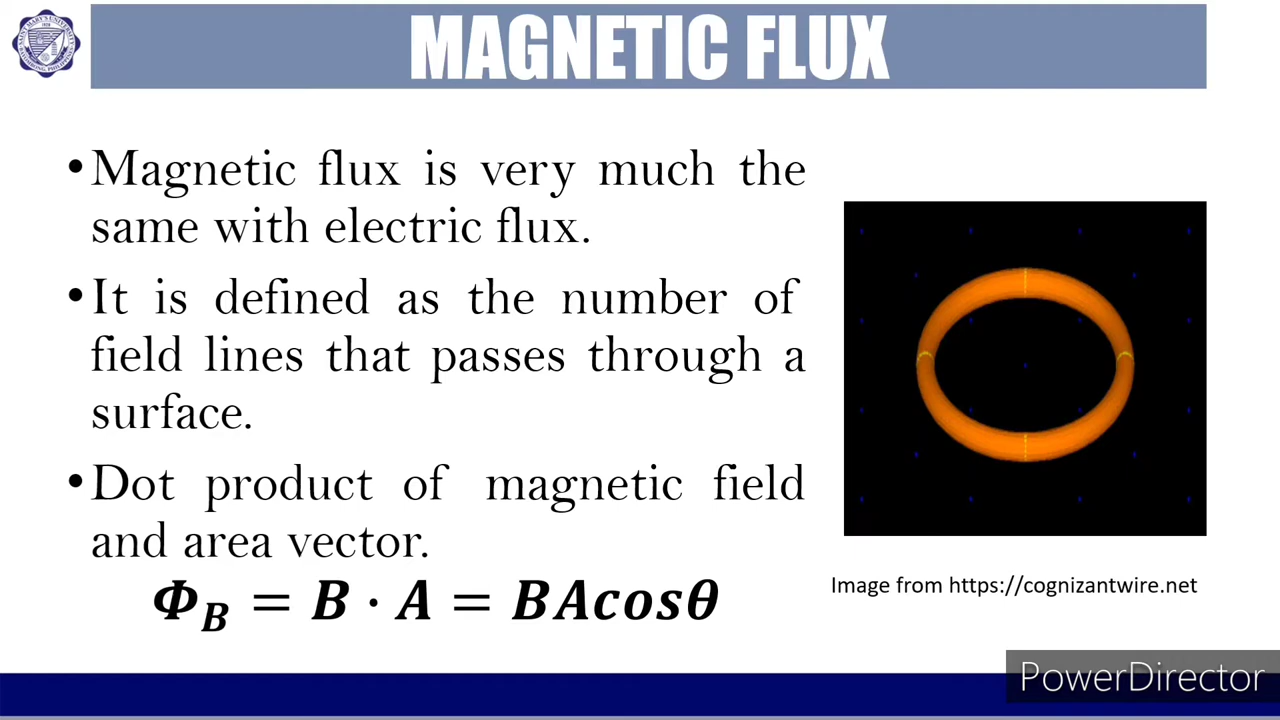 MAGNETIC FLUX
•Magnetic flux is very much the
same with electric flux.
•It is defined as the number of
field lines that passes through a
surface.
•Dot product of magnetic field
and area vector.
Φ_B = B · A = BAcosθ
Image from https://cognizantwire.net
PowerDirector